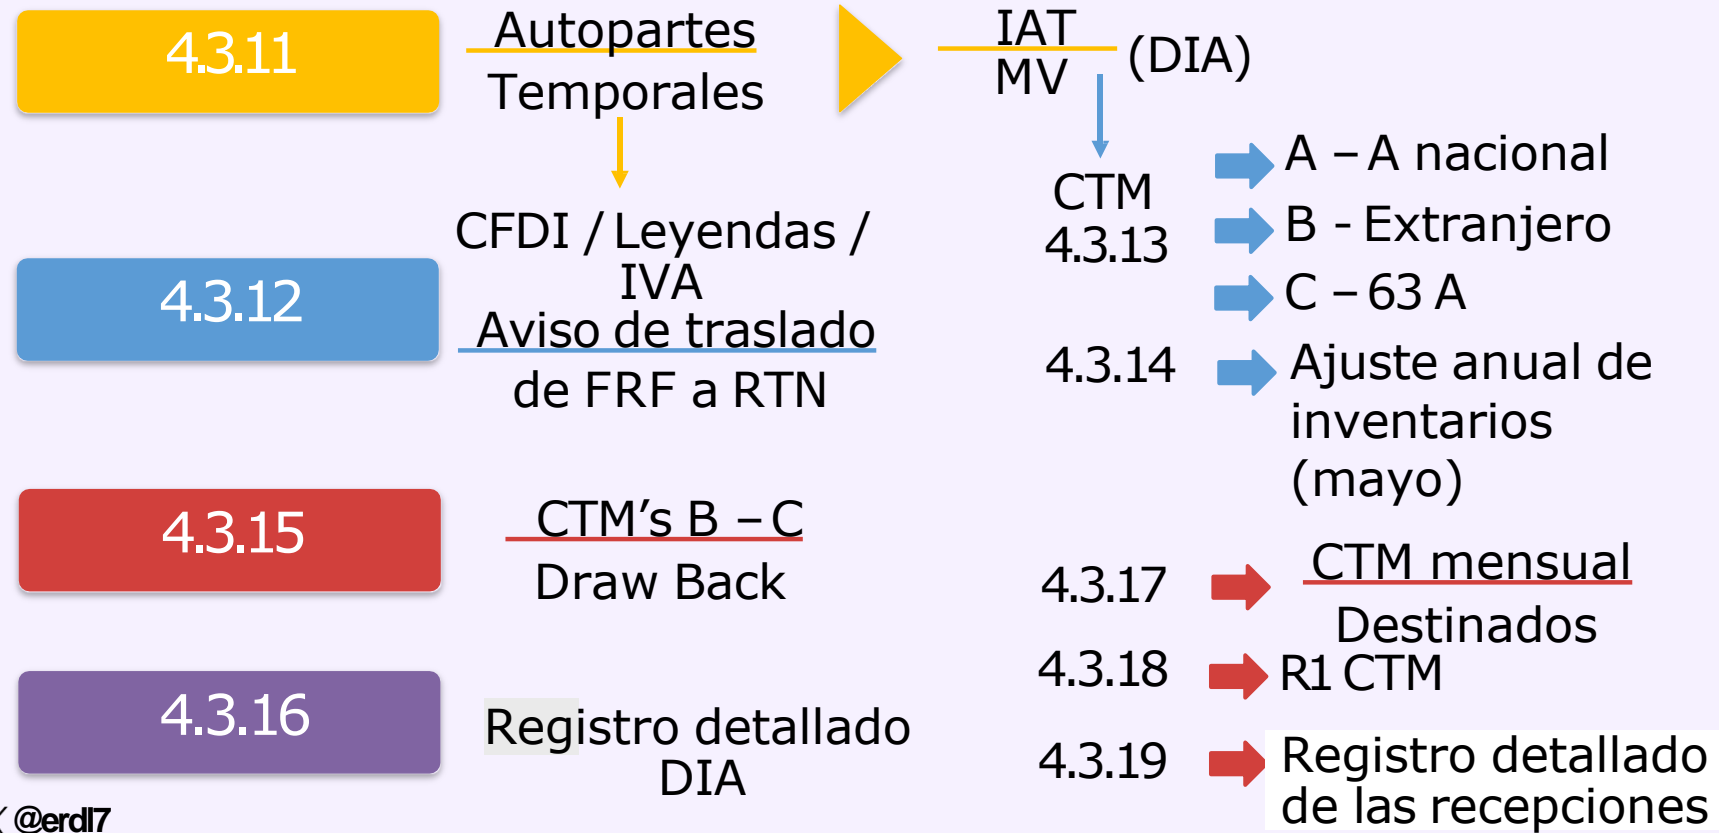 4.3.11
Autopartes
Temporales
IAT
MV
(DIA)
CTM
4.3.13
A – A nacional
B - Extranjero
C – 63 A
4.3.12
CFDI / Leyendas /
IVA
Aviso de traslado
de FRF a RTN
4.3.14
Ajuste anual de
inventarios
(mayo)
4.3.15
CTM’s B – C
Draw Back
4.3.17
CTM mensual
Destinados
4.3.18
R1 CTM
4.3.16
Registro detallado
DIA
4.3.19
Registro detallado
de las recepciones
@erdl7